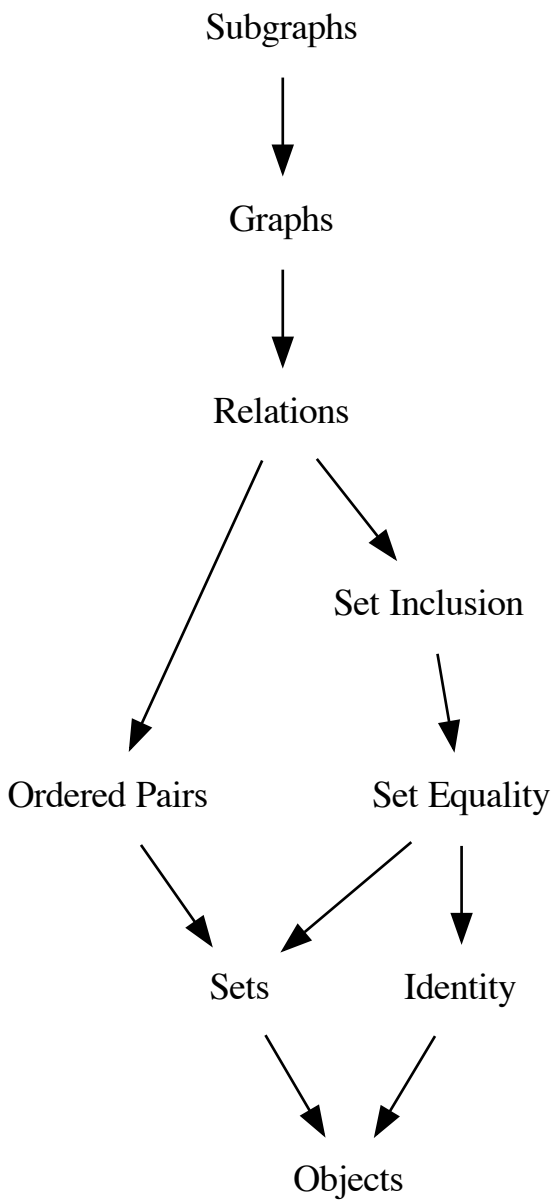 Subgraphs
Graphs
Relations
Set Inclusion
Ordered Pairs
Set Equality
Sets
Identity
Objects